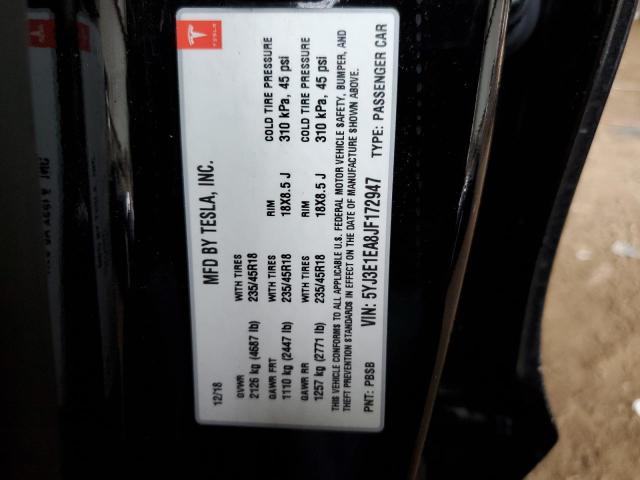 TESLA
12/18 MFD BY TESLA, INC.
GVWR WITH TIRES
2126 kg (4687 lb) 235/45R18
GAWR FRT WITH TIRES RIM COLD TIRE PRESSURE
1110 kg (2447 lb) 235/45R18 18X8.5 J 310 kPa, 45 psi
GAWR RR WITH TIRES RIM COLD TIRE PRESSURE
1257 kg (2771 lb) 235/45R18 18X8.5 J 310 kPa, 45 psi
THIS VEHICLE CONFORMS TO ALL APPLICABLE U.S. FEDERAL MOTOR VEHICLE SAFETY, BUMPER, AND
THEFT PREVENTION STANDARDS IN EFFECT ON THE DATE OF MANUFACTURE SHOWN ABOVE.
PNT: PBSB VIN: 5YJ3E1EA8JF172947 TYPE: PASSENGER CAR